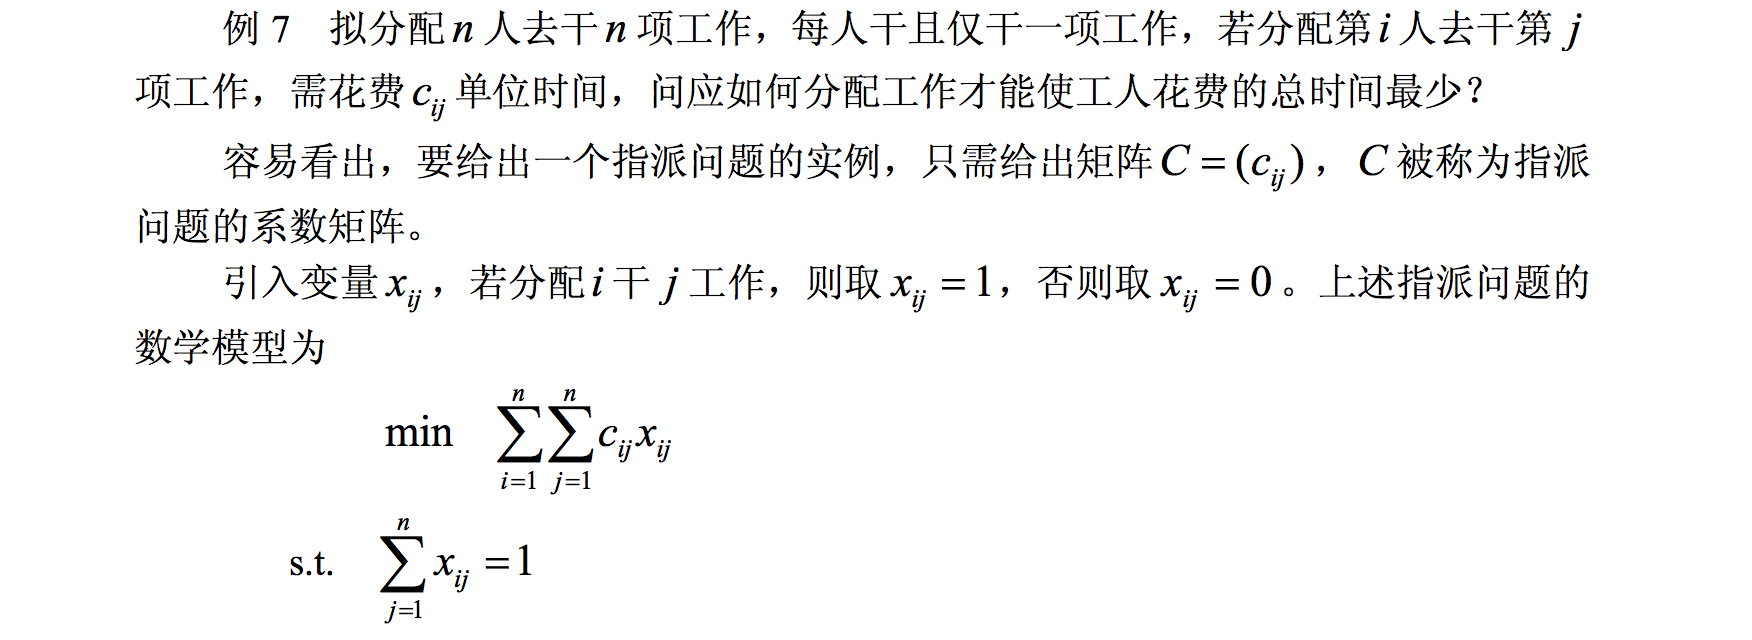 例 7 拟分配 n 人去干 n 项工作，每人干且仅干一项工作，若分配第 i 人去干第 j
项工作，需花费 c_{ij} 单位时间，问应如何分配工作才能使工人花费的总时间最少？
容易看出，要给出一个指派问题的实例，只需给出矩阵 C = (c_{ij})，C 被称为指派
问题的系数矩阵。
引入变量 x_{ij}，若分配 i 干 j 工作，则取 x_{ij} = 1，否则取 x_{ij} = 0。上述指派问题的
数学模型为
min \sum_{i=1}^{n} \sum_{j=1}^{n} c_{ij} x_{ij}
s.t. \sum_{j=1}^{n} x_{ij} = 1